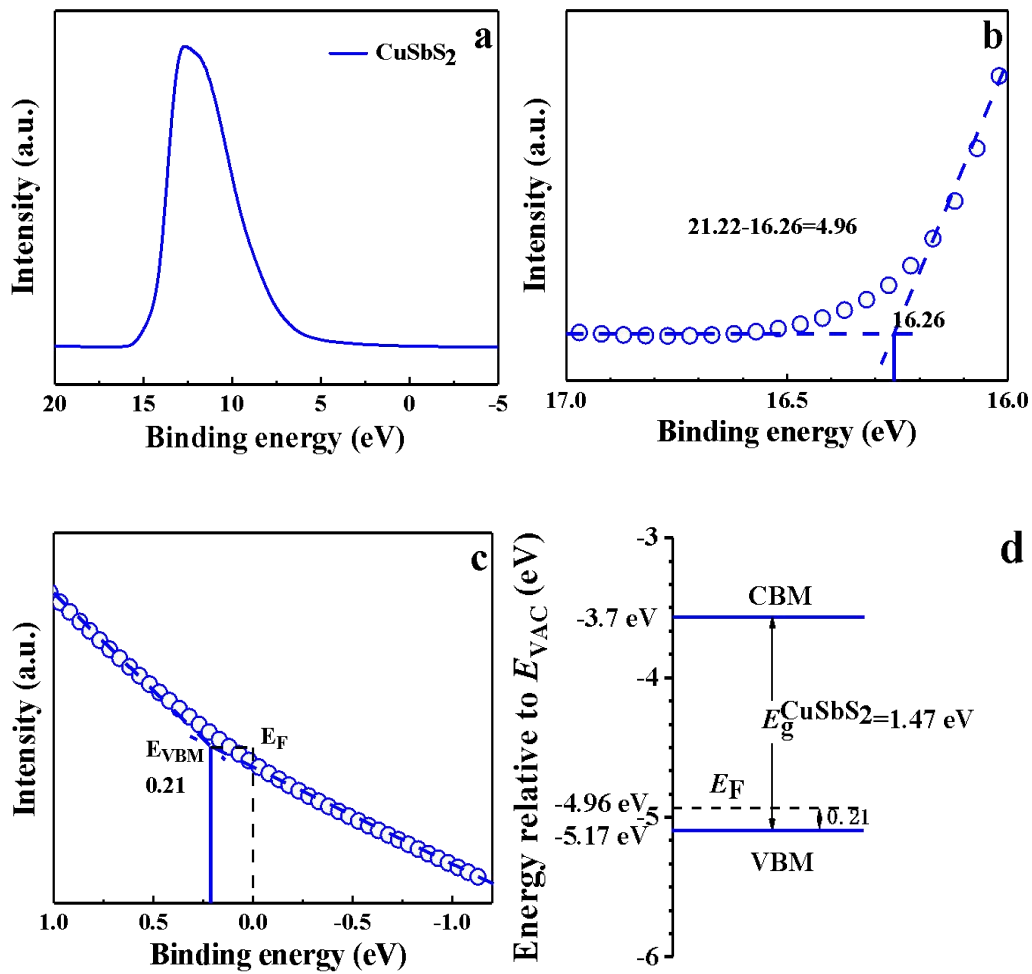 a
CuSbS2
Intensity (a.u.)
20 15 10 5 0 -5
Binding energy (eV)
b
21.22-16.26=4.96
16.26
Intensity (a.u.)
17.0 16.5 16.0
Binding energy (eV)
c
EVBM
0.21
EF
Intensity (a.u.)
1.0 0.5 0.0 -0.5 -1.0
Binding energy (eV)
d
Energy relative to EVAC (eV)
-3
CBM
-3.7 eV
-4
EgCuSbS2=1.47 eV
EF
-4.96 eV
0.21
-5
-5.17 eV
VBM
-6